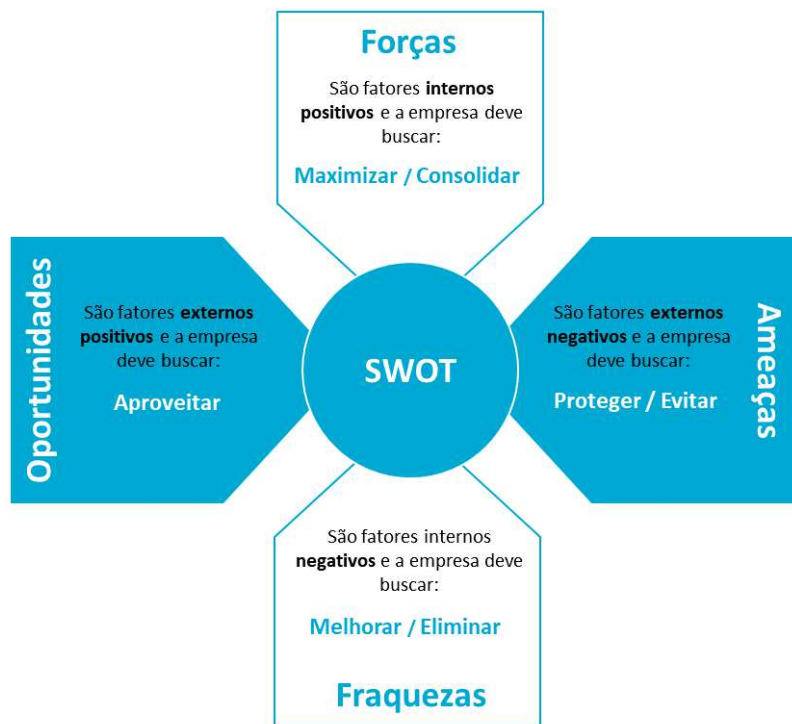 Forças
São fatores internos
positivos e a empresa deve
buscar:
Maximizar / Consolidar
Oportunidades
São fatores externos
positivos e a empresa
deve buscar:
Aproveitar
SWOT
São fatores externos
negativos e a empresa
deve buscar:
Proteger / Evitar
Ameaças
São fatores internos
negativos e a empresa deve
buscar:
Melhorar / Eliminar
Fraquezas